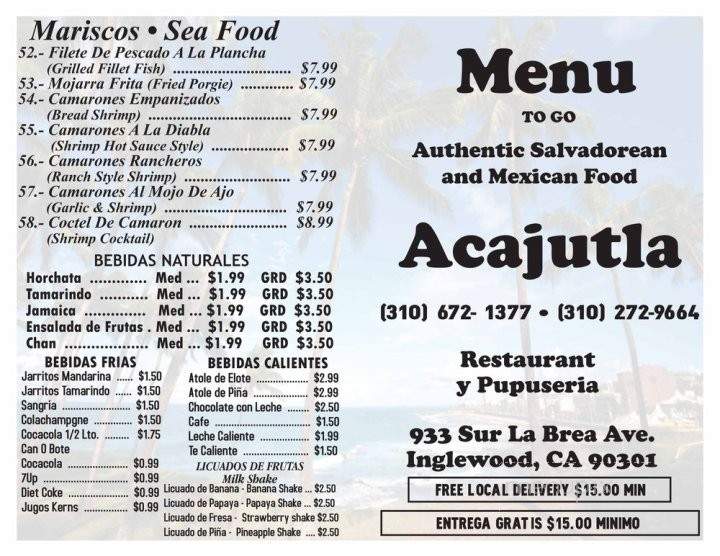 Mariscos • Sea Food
52.- Filete De Pescado A La Plancha
(Grilled Fillet Fish) ........................ $7.99
53.- Mojarra Frita (Fried Porgie) ............. $7.99
54.- Camarones Empanizados
(Bread Shrimp) ................................... $7.99
55.- Camarones A La Diabla
(Shrimp Hot Sauce Style) ................... $7.99
56.- Camarones Rancheros
(Ranch Style Shrimp) .......................... $7.99
57.- Camarones Al Mojo De Ajo
(Garlic & Shrimp) .............................. $7.99
58.- Coctel De Camaron ........................ $8.99
(Shrimp Cocktail)
BEBIDAS NATURALES
Horchata ............. Med ... $1.99 GRD $3.50
Tamarindo ........... Med ... $1.99 GRD $3.50
Jamaica .............. Med ... $1.99 GRD $3.50
Ensalada de Frutas . Med ... $1.99 GRD $3.50
Chan ................... Med ... $1.99 GRD $3.50
BEBIDAS FRIAS
Jarritos Mandarina ...... $1.50
Jarritos Tamarindo ...... $1.50
Sangria ........................ $1.50
Colachampgne ............. $1.50
Cocacola 1/2 Lto. ......... $1.75
Can O Bote
Cocacola ..................... $0.99
7Up ............................. $0.99
Diet Coke .................... $0.99
Jugos Kerns ................ $0.99
BEBIDAS CALIENTES
Atole de Elote .................. $2.99
Atole de Piña ................... $2.99
Chocolate con Leche ....... $2.50
Cafe ................................. $1.50
Leche Caliente ................. $1.99
Te Caliente ...................... $1.50
LICUADOS DE FRUTAS
Milk Shake
Licuado de Banana - Banana Shake ... $2.50
Licuado de Papaya - Papaya Shake ... $2.50
Licuado de Fresa - Strawberry shake $2.50
Licuado de Piña - Pineapple Shake .... $2.50
Menu
TO GO
Authentic Salvadorean
and Mexican Food
Acajutla
(310) 672- 1377 • (310) 272-9664
Restaurant
y Pupuseria
933 Sur La Brea Ave.
Inglewood, CA 90301
FREE LOCAL DELIVERY $15.00 MIN
ENTREGA GRATIS $15.00 MINIMO